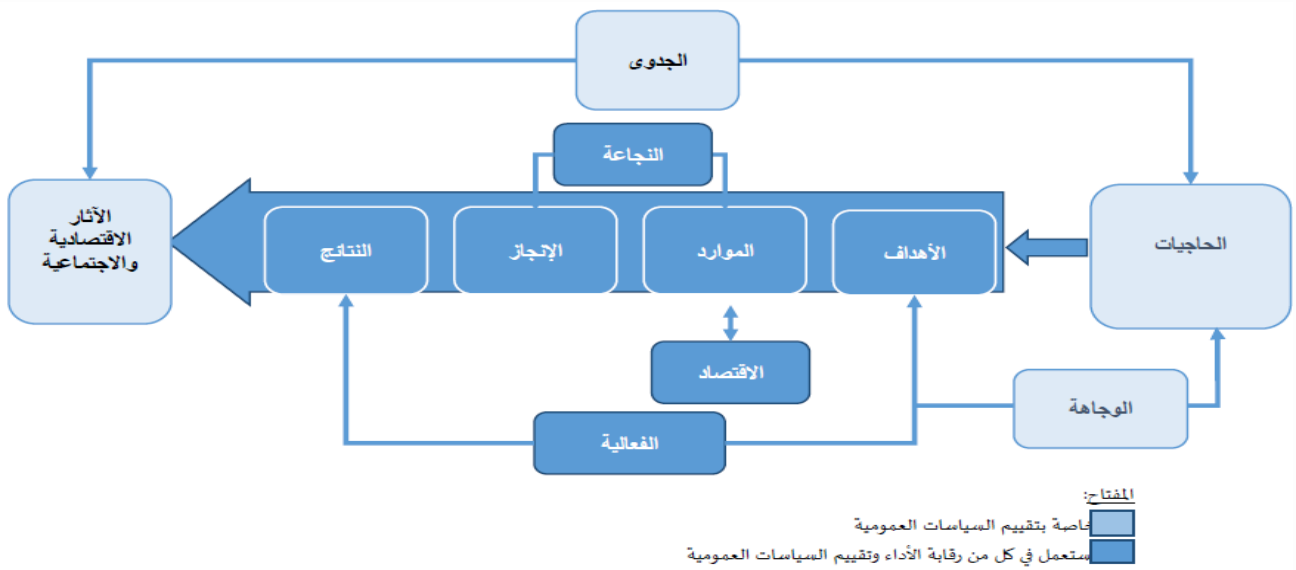 الجدوى
النجاعة
الحاجيات
الأهداف
الموارد
الإنجاز
النتائج
الآثار
الاقتصادية
والاجتماعية
الاقتصاد
الوجاهة
الفعالية
المفتاح:
خاصة بتقييم السياسات العمومية
ستعمل في كل من رقابة الأداء وتقييم السياسات العمومية